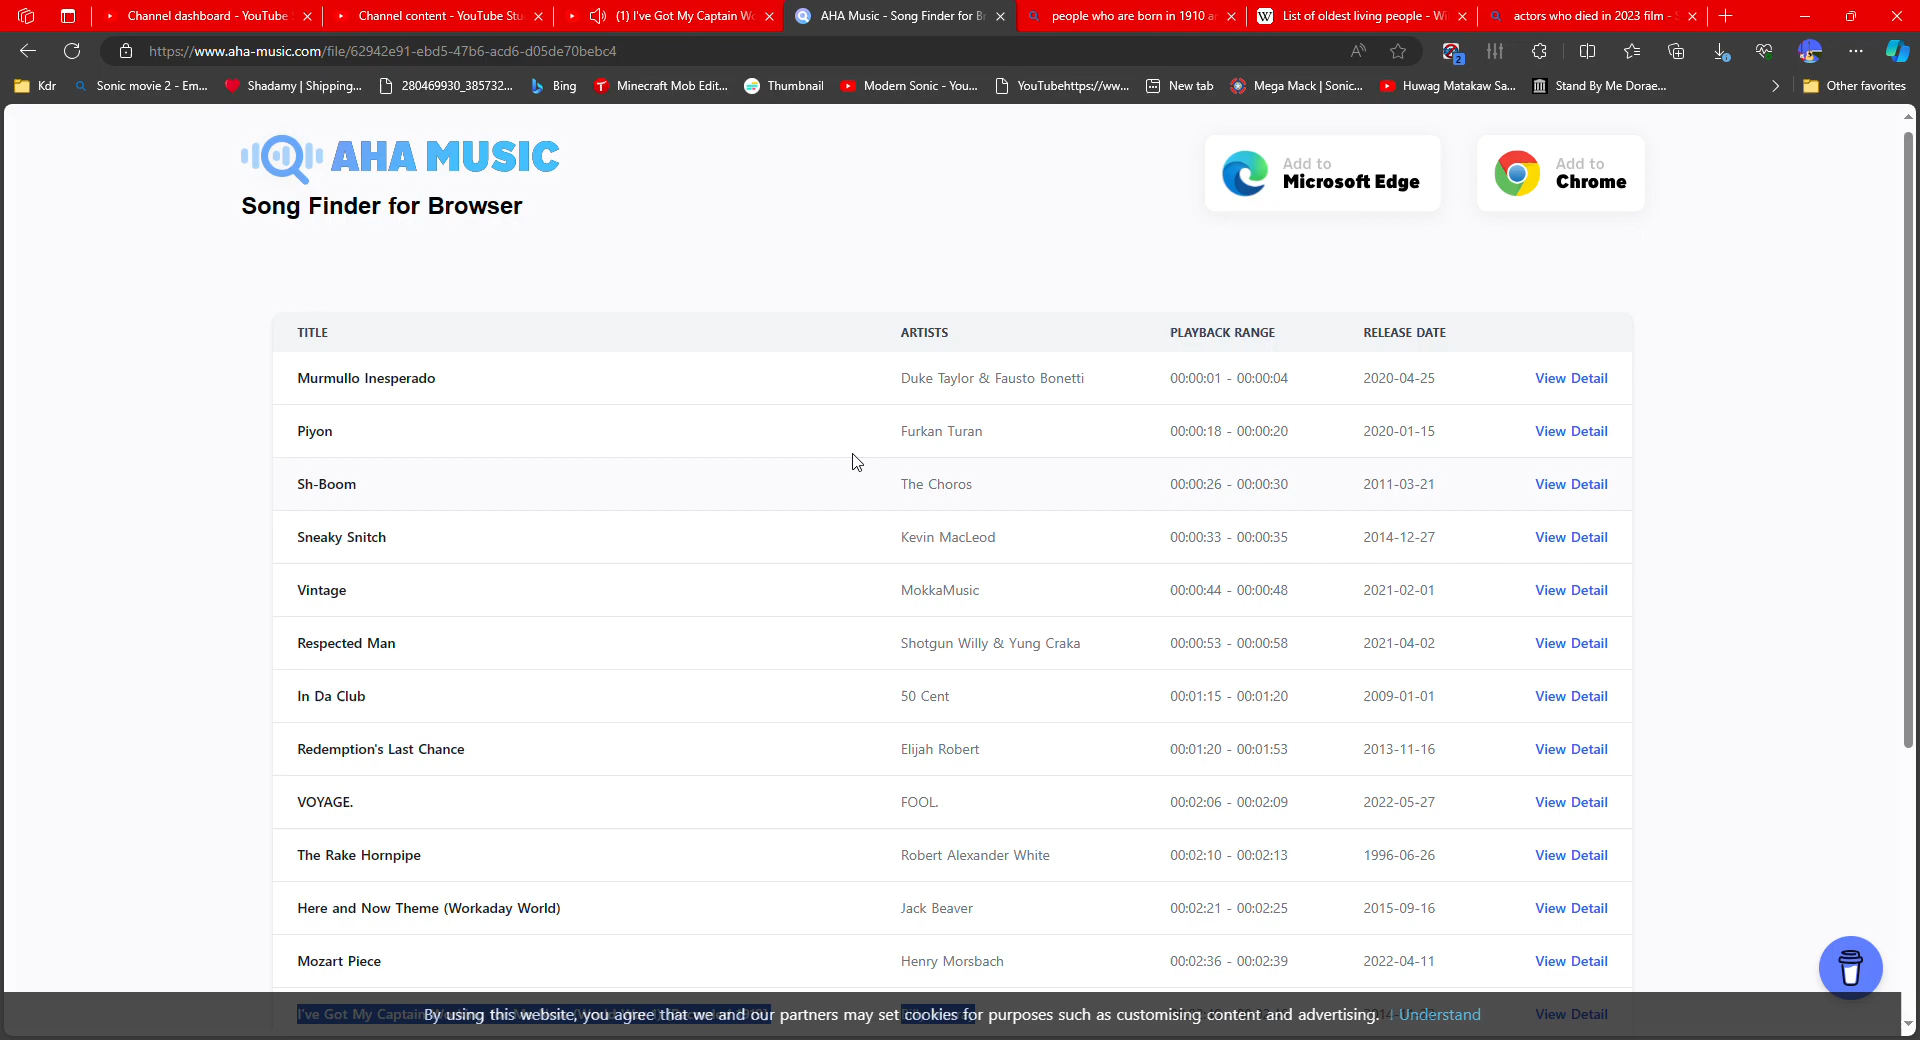 Channel dashboard - YouTube
Channel content - YouTube Stu
(1) I've Got My Captain Wo
AHA Music - Song Finder for B
people who are born in 1910 a
List of oldest living people - Wi
actors who died in 2023 film - S
https://www.aha-music.com/file/62942e91-ebd5-47b6-acd6-d05de70bebc4
2
Kdr
Sonic movie 2 - Em...
Shadamy | Shipping...
280469930_385732...
Bing
Minecraft Mob Edit...
Thumbnail
Modern Sonic - You...
YouTubehttps://ww...
New tab
Mega Mack | Sonic...
Huwag Matakaw Sa...
Stand By Me Dorae...
Other favorites
AHA MUSIC
Song Finder for Browser
Add to
Microsoft Edge
Add to
Chrome
TITLE ARTISTS PLAYBACK RANGE RELEASE DATE
Murmullo Inesperado Duke Taylor & Fausto Bonetti 00:00:01 - 00:00:04 2020-04-25 View Detail
Piyon Furkan Turan 00:00:18 - 00:00:20 2020-01-15 View Detail
Sh-Boom The Choros 00:00:26 - 00:00:30 2011-03-21 View Detail
Sneaky Snitch Kevin MacLeod 00:00:33 - 00:00:35 2014-12-27 View Detail
Vintage MokkaMusic 00:00:44 - 00:00:48 2021-02-01 View Detail
Respected Man Shotgun Willy & Yung Craka 00:00:53 - 00:00:58 2021-04-02 View Detail
In Da Club 50 Cent 00:01:15 - 00:01:20 2009-01-01 View Detail
Redemption's Last Chance Elijah Robert 00:01:20 - 00:01:53 2013-11-16 View Detail
VOYAGE. FOOL. 00:02:06 - 00:02:09 2022-05-27 View Detail
The Rake Hornpipe Robert Alexander White 00:02:10 - 00:02:13 1996-06-26 View Detail
Here and Now Theme (Workaday World) Jack Beaver 00:02:21 - 00:02:25 2015-09-16 View Detail
Mozart Piece Henry Morsbach 00:02:36 - 00:02:39 2022-04-11 View Detail
I've Got My Captain View Detail
By using this website, you agree that we and our partners may set cookies for purposes such as customising content and advertising. I Understand